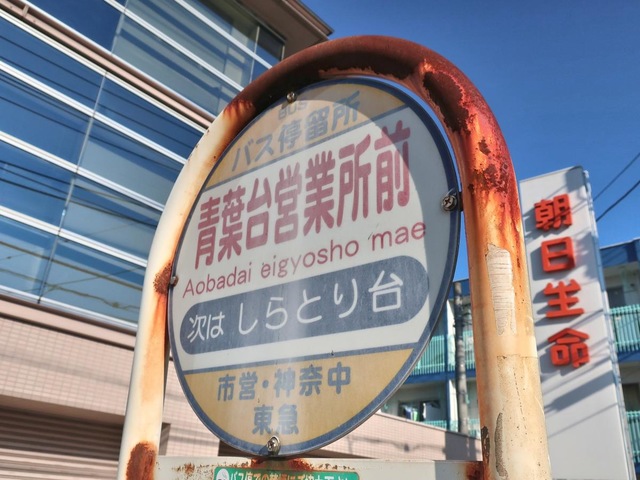 BUS
バス停留所
青葉台営業所前
Aobadai eigyosho mae
次は しらとり台
市営・神奈中
東急
朝日生命